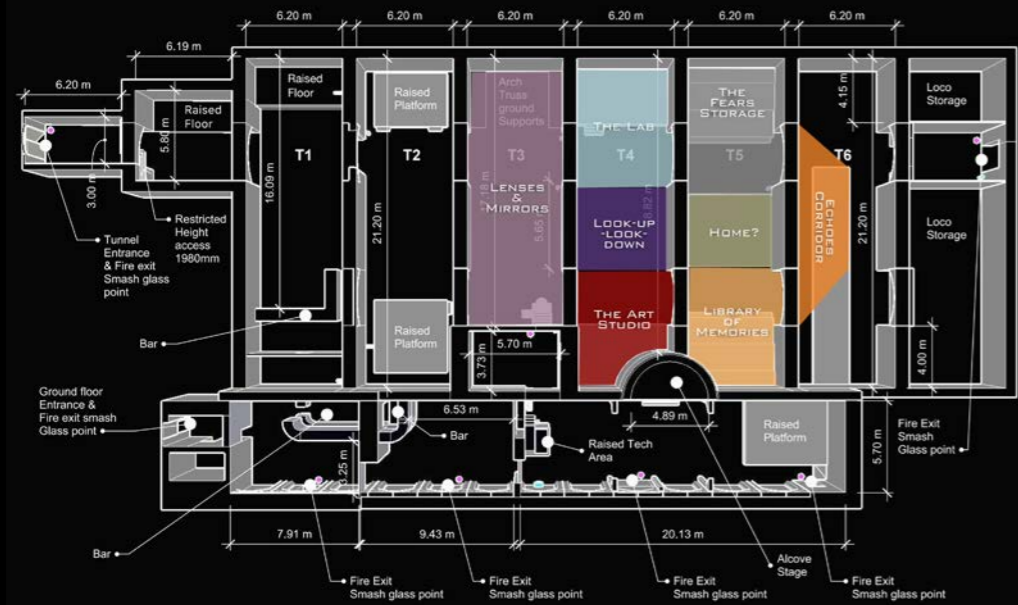 6.20 m
6.20 m
6.20 m
6.20 m
6.20 m
6.20 m
6.19 m
6.20 m
Raised
Floor
Raised
Floor
5.80 m
3.00 m
T1
16.09 m
Restricted
Height
access
1980mm
Tunnel
Entrance
& Fire exit
Smash glass
point
Bar
Raised
Platform
T2
21.20 m
Raised
Platform
Arch
Truss
ground
Supports
T3
17.18 m
5.65 m
Lenses
&
Mirrors
5.70 m
3.73 m
The Lab
T4
Look-up
-look-
down
8.82 m
The Art
Studio
The
Fears
Storage
T5
Home?
Library
of
Memories
4.15 m
T6
Echoes
Corridor
21.20 m
4.00 m
Loco
Storage
Loco
Storage
Ground floor
Entrance &
Fire exit smash
Glass point
6.53 m
Bar
3.25 m
Raised Tech
Area
4.89 m
Raised
Platform
5.70 m
Fire Exit
Smash
Glass point
7.91 m
9.43 m
20.13 m
Bar
Alcove
Stage
Fire Exit
Smash glass point
Fire Exit
Smash glass point
Fire Exit
Smash glass point
Fire Exit
Smash glass point